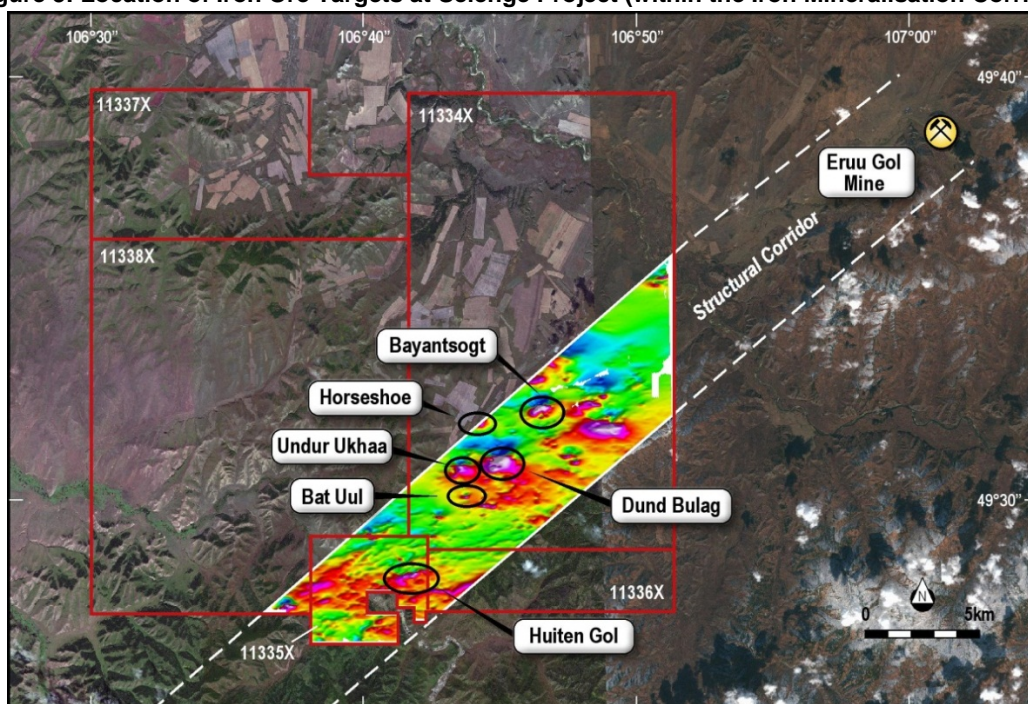 Figure 9: Location of Iron Ore Targets at Selenge Project (within the Iron Mineralisation Corri
106°30"
106°40"
106°50"
107°00"
49°40"
11337X
11334X
Eruu Gol
Mine
11338X
Structural Corridor
Bayantsogt
Horseshoe
Undur Ukhaa
Bat Uul
Dund Bulag
49°30"
11336X
N
0
5km
Huiten Gol
11335X